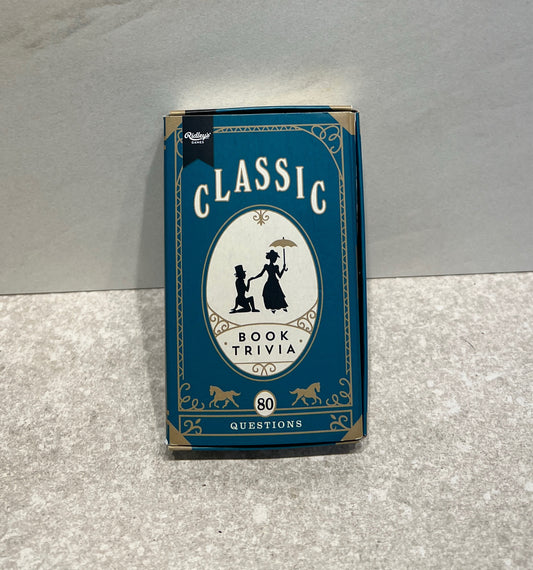 Ridley's
GAMES
CLASSIC
BOOK
TRIVIA
80
QUESTIONS